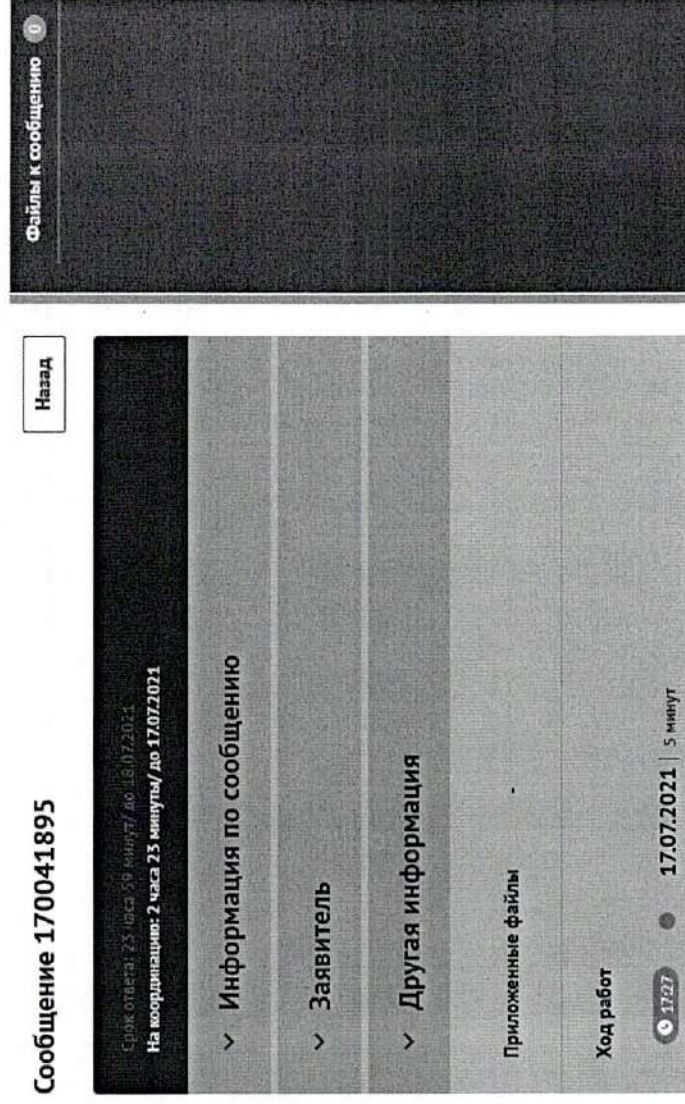 Сообщение 170041895
Назад
Срок ответа: 23 часа 59 минут/ до 18.07.2021
На координацию: 2 часа 23 минуты/ до 17.07.2021
Информация по сообщению
Заявитель
Другая информация
Приложенные файлы -
Ход работ
17:27 17.07.2021 | 5 минут
Файлы к сообщению 0